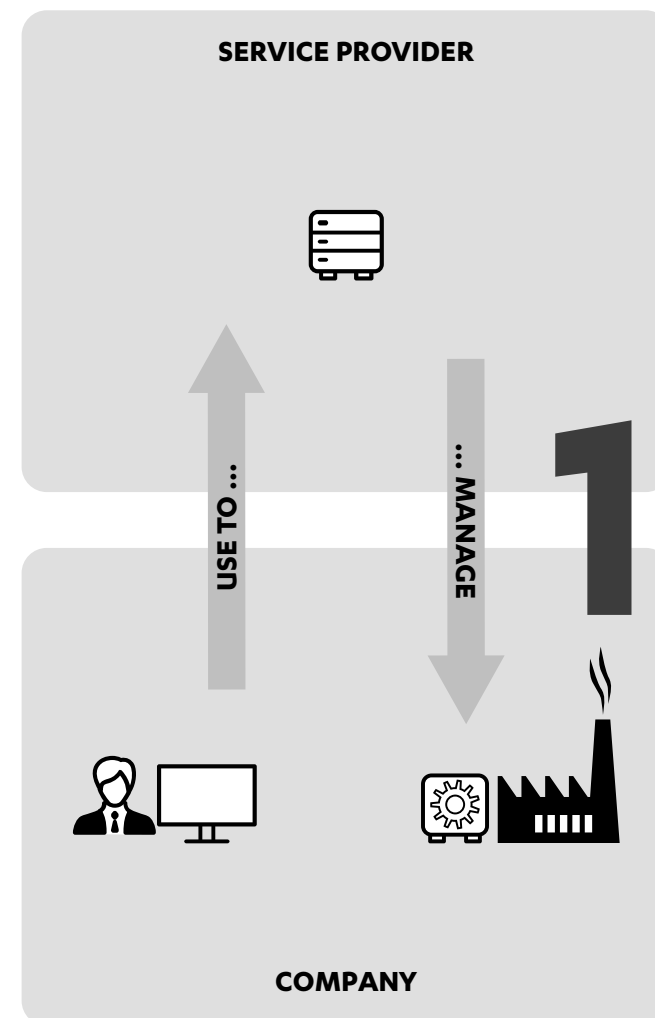 SERVICE PROVIDER
USE TO ...
... MANAGE
1
COMPANY